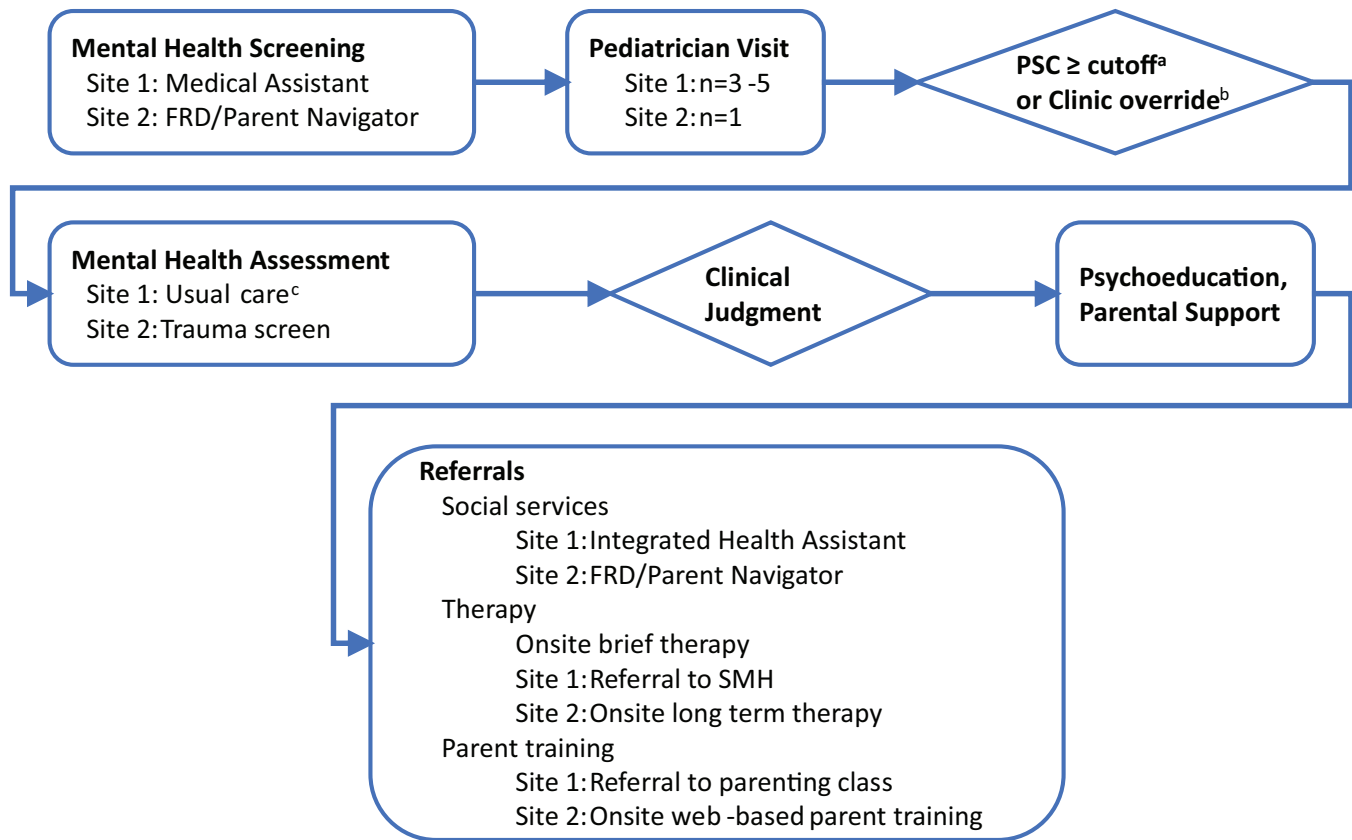 Mental Health Screening
Site 1: Medical Assistant
Site 2: FRD/Parent Navigator
Pediatrician Visit
Site 1: n=3 -5
Site 2: n=1
PSC ≥ cutoffᵃ
or Clinic overrideᵇ
Mental Health Assessment
Site 1: Usual careᶜ
Site 2: Trauma screen
Clinical
Judgment
Psychoeducation,
Parental Support
Referrals
Social services
Site 1: Integrated Health Assistant
Site 2: FRD/Parent Navigator
Therapy
Onsite brief therapy
Site 1: Referral to SMH
Site 2: Onsite long term therapy
Parent training
Site 1: Referral to parenting class
Site 2: Onsite web -based parent training